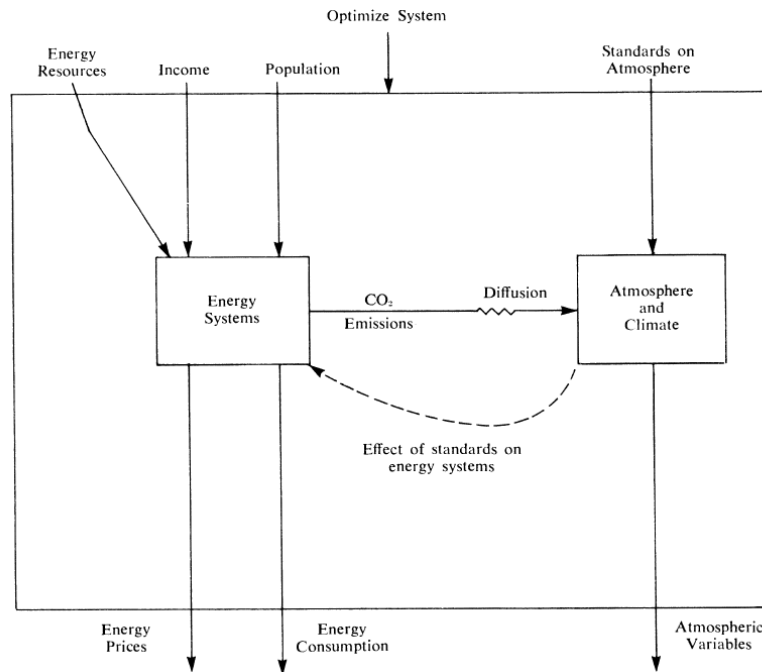 Optimize System
Energy
Resources
Income
Population
Standards on
Atmosphere
Energy
Systems
CO₂
Emissions
Diffusion
Atmosphere
and
Climate
Effect of standards on
energy systems
Energy
Prices
Energy
Consumption
Atmospheric
Variables